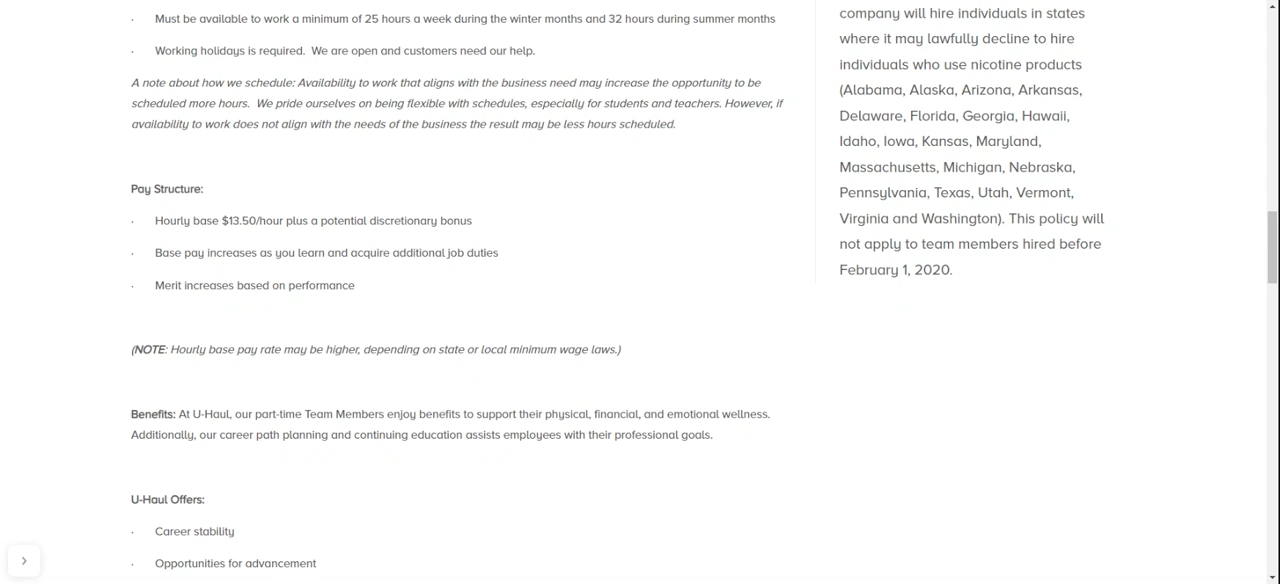 · Must be available to work a minimum of 25 hours a week during the winter months and 32 hours during summer months
· Working holidays is required. We are open and customers need our help.
A note about how we schedule: Availability to work that aligns with the business need may increase the opportunity to be
scheduled more hours. We pride ourselves on being flexible with schedules, especially for students and teachers. However, if
availability to work does not align with the needs of the business the result may be less hours scheduled.
Pay Structure:
· Hourly base $13.50/hour plus a potential discretionary bonus
· Base pay increases as you learn and acquire additional job duties
· Merit increases based on performance
(NOTE: Hourly base pay rate may be higher, depending on state or local minimum wage laws.)
Benefits: At U-Haul, our part-time Team Members enjoy benefits to support their physical, financial, and emotional wellness.
Additionally, our career path planning and continuing education assists employees with their professional goals.
U-Haul Offers:
· Career stability
· Opportunities for advancement
company will hire individuals in states
where it may lawfully decline to hire
individuals who use nicotine products
(Alabama, Alaska, Arizona, Arkansas,
Delaware, Florida, Georgia, Hawaii,
Idaho, Iowa, Kansas, Maryland,
Massachusetts, Michigan, Nebraska,
Pennsylvania, Texas, Utah, Vermont,
Virginia and Washington). This policy will
not apply to team members hired before
February 1, 2020.